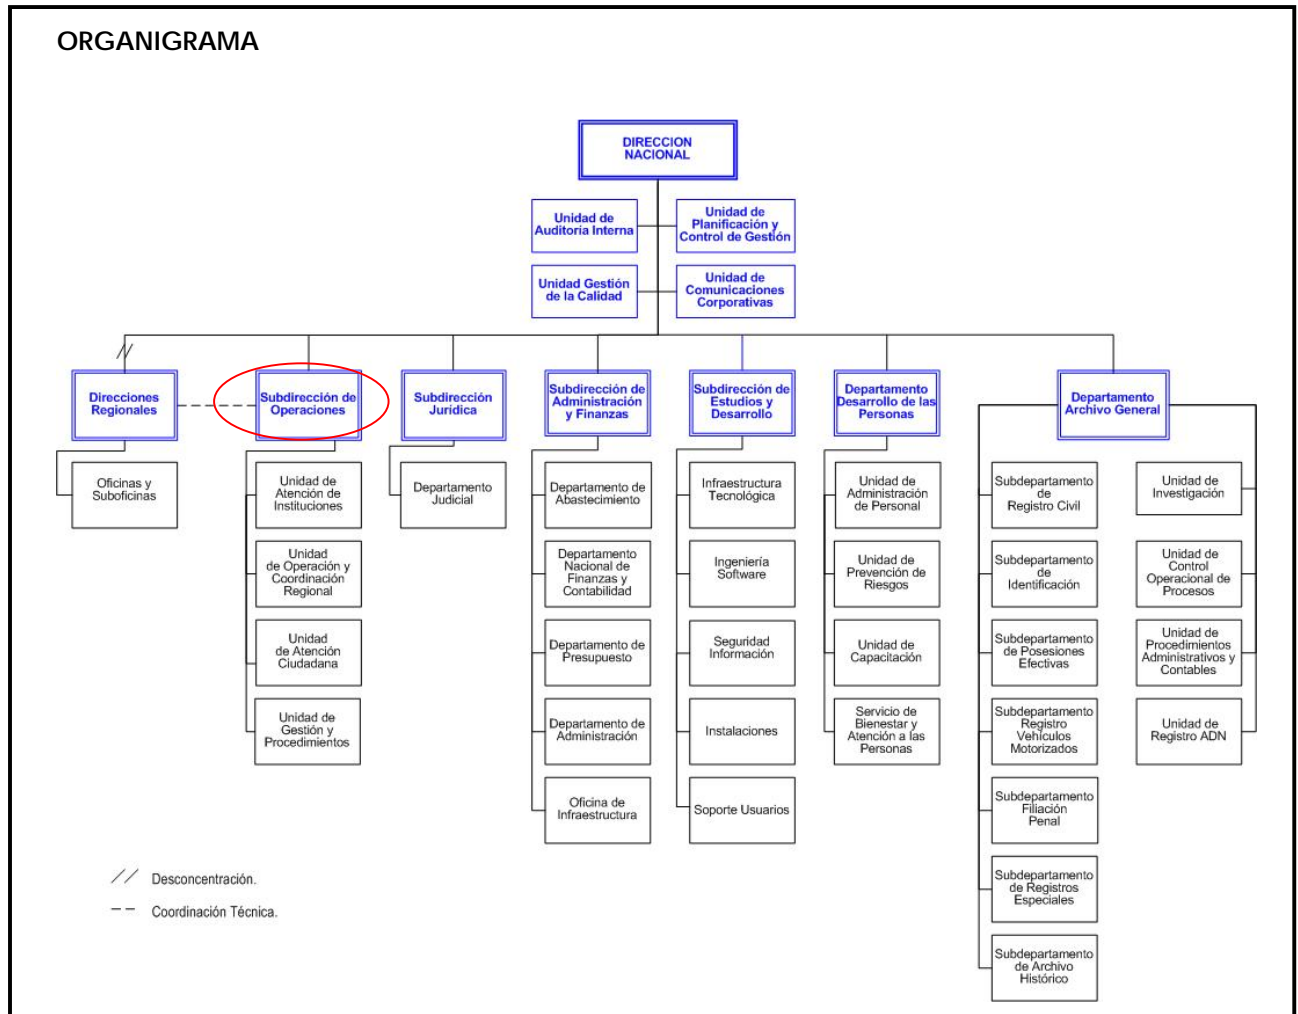 ORGANIGRAMA
DIRECCION
NACIONAL
Unidad de
Auditoría Interna
Unidad de
Planificación y
Control de Gestión
Unidad Gestión
de la Calidad
Unidad de
Comunicaciones
Corporativas
Direcciones
Regionales
Subdirección de
Operaciones
Subdirección
Jurídica
Subdirección de
Administración
y Finanzas
Subdirección de
Estudios y
Desarrollo
Departamento
Desarrollo de las
Personas
Departamento
Archivo General
Oficinas y
Suboficinas
Unidad de
Atención de
Instituciones
Unidad
de Operación y
Coordinación
Regional
Unidad
de Atención
Ciudadana
Unidad de
Gestión y
Procedimientos
Departamento
Judicial
Departamento de
Abastecimiento
Departamento
Nacional de
Finanzas y
Contabilidad
Departamento de
Presupuesto
Departamento de
Administración
Oficina de
Infraestructura
Infraestructura
Tecnológica
Ingeniería
Software
Seguridad
Información
Instalaciones
Soporte Usuarios
Unidad de
Administración
de Personal
Unidad de
Prevención de
Riesgos
Unidad de
Capacitación
Servicio de
Bienestar y
Atención a las
Personas
Subdepartamento
de
Registro Civil
Subdepartamento
de
Identificación
Subdepartamento
de Posesiones
Efectivas
Subdepartamento
Registro
Vehículos
Motorizados
Subdepartamento
Filiación
Penal
Subdepartamento
de Registros
Especiales
Subdepartamento
de Archivo
Histórico
Unidad de
Investigación
Unidad de
Control
Operacional de
Procesos
Unidad de
Procedimientos
Administrativos y
Contables
Unidad de
Registro ADN
// Desconcentración.
-- Coordinación Técnica.